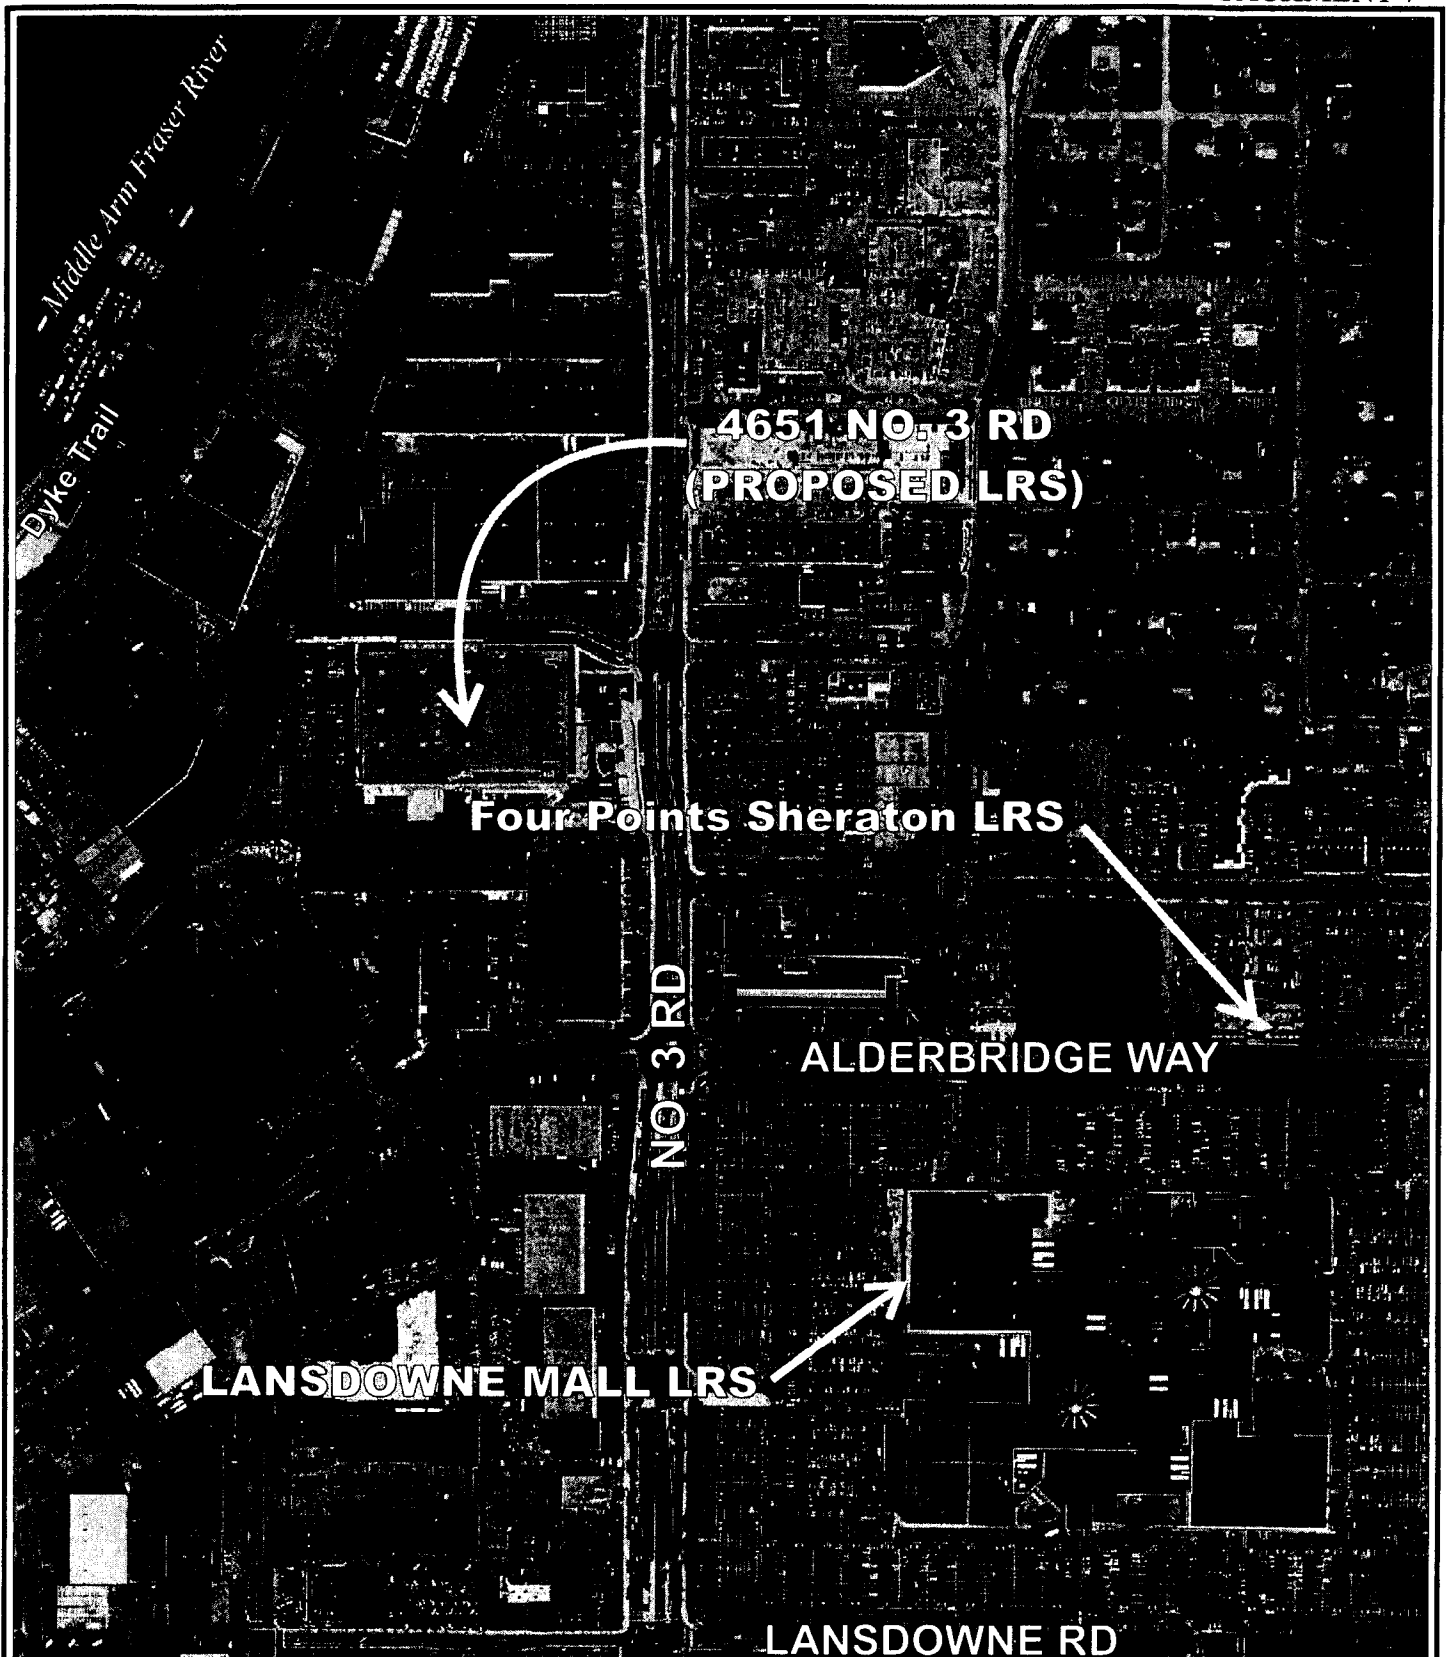 Middle Arm Fraser River
Dyke Trail
4651 NO. 3 RD
(PROPOSED LRS)
Four Points Sheraton LRS
NO 3 RD
ALDERBRIDGE WAY
LANSDOWNE MALL LRS
LANSDOWNE RD